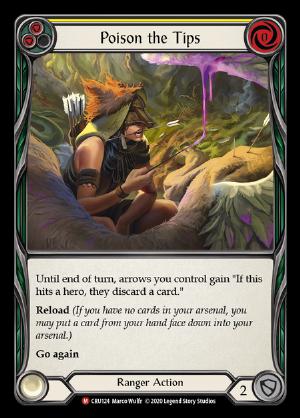 Poison the Tips
0
Until end of turn, arrows you control gain "If this
hits a hero, they discard a card."
Reload (If you have no cards in your arsenal, you
may put a card from your hand face down into your
arsenal.)
Go again
Ranger Action
2
M CRU124 Marco Wulfr © 2020 Legend Story Studios